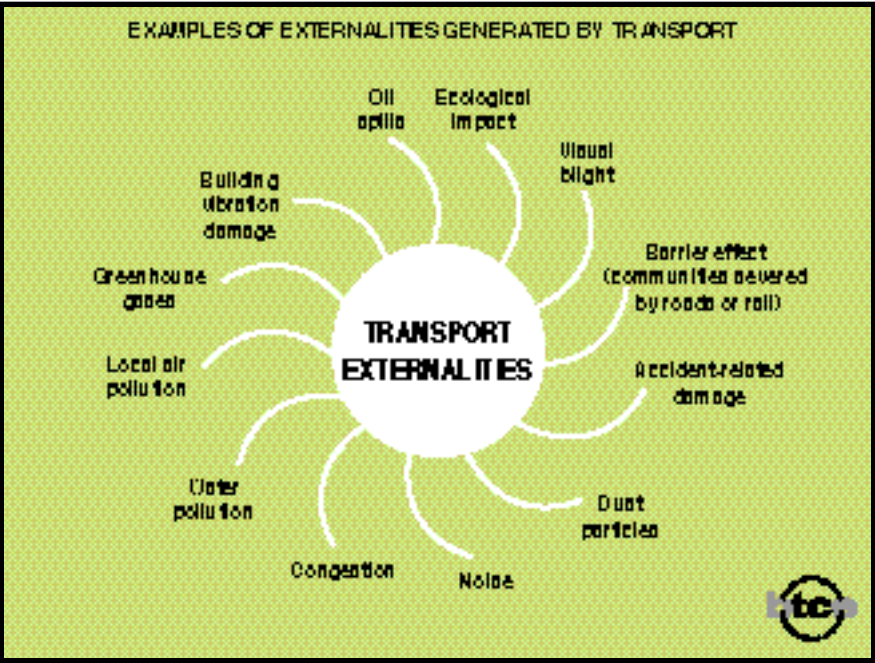 EXAMPLES OF EXTERNALITIES GENERATED BY TRANSPORT
Oil
spills
Ecological
impact
Visual
blight
Barrier effect
(communities severed
by roads or rail)
Accident-related
damage
Dust
particles
Noise
Congestion
Water
pollution
Local air
pollution
Greenhouse
gases
Building
vibration
damage
TRANSPORT
EXTERNALITIES